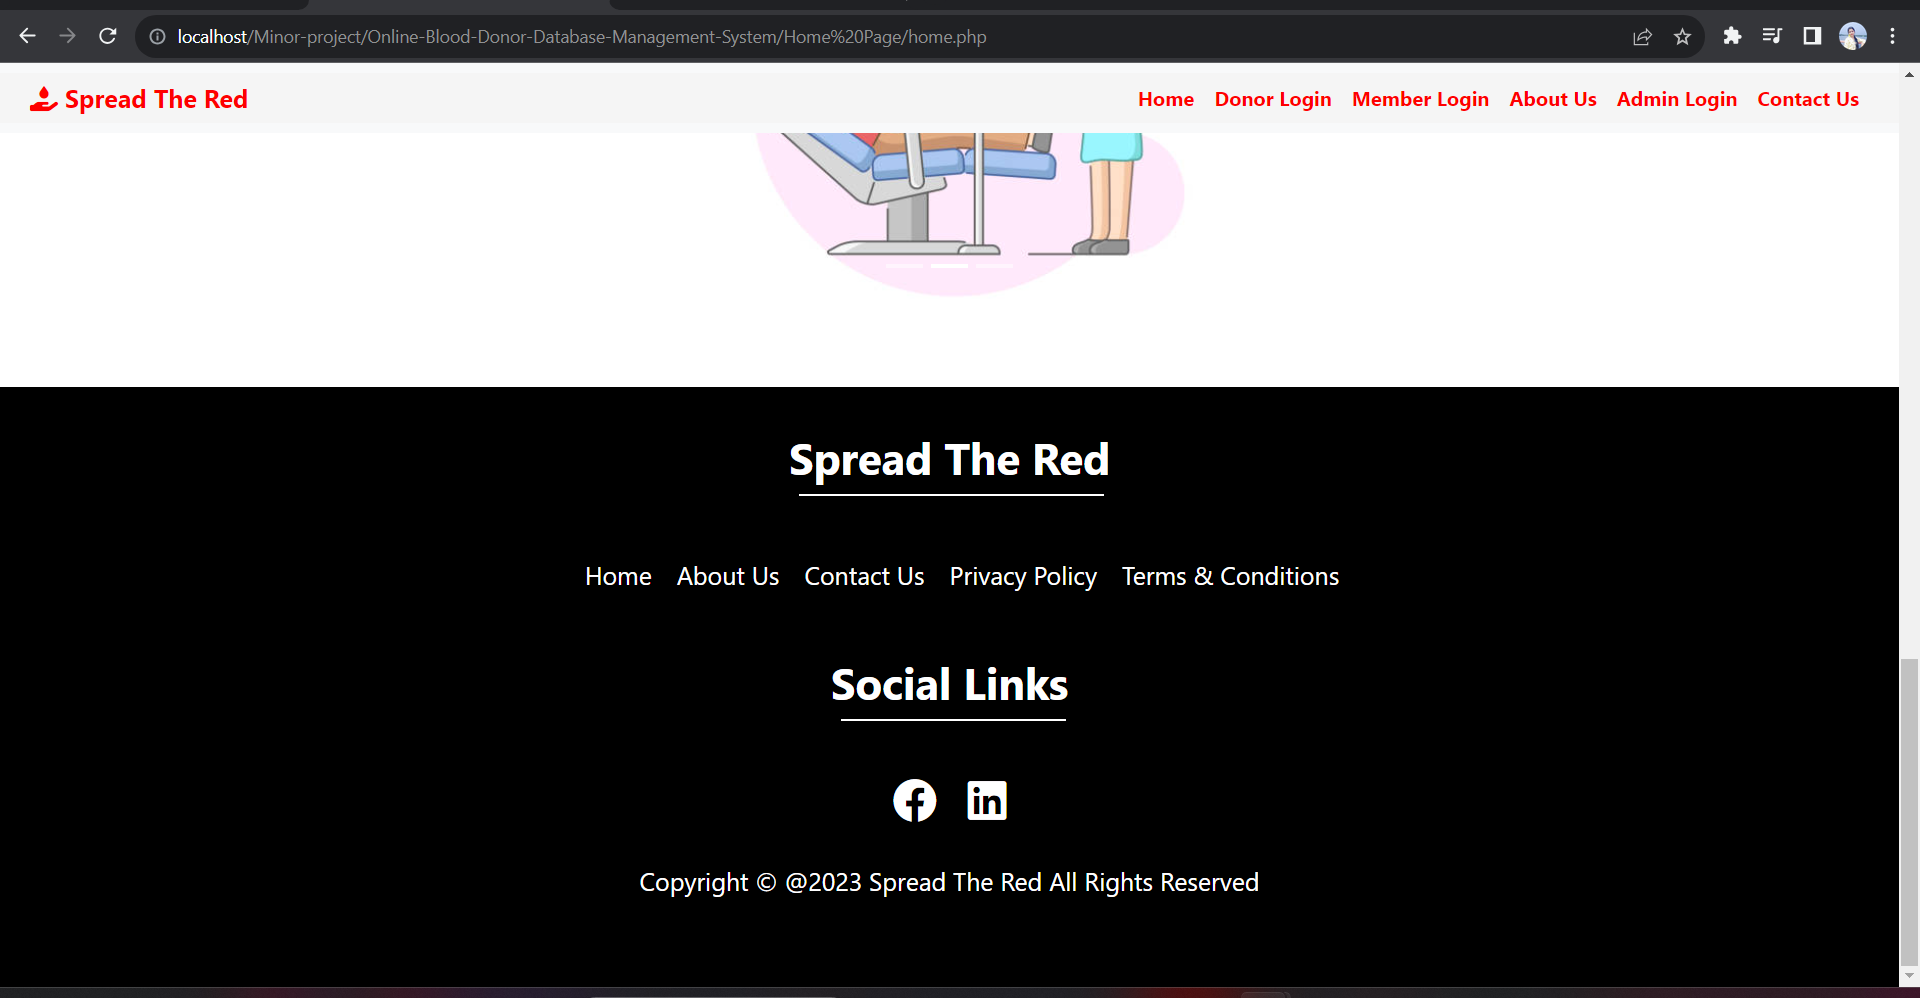 localhost/Minor-project/Online-Blood-Donor-Database-Management-System/Home%20Page/home.php
Spread The Red Home Donor Login Member Login About Us Admin Login Contact Us
Spread The Red
Home About Us Contact Us Privacy Policy Terms & Conditions
Social Links
Copyright © @2023 Spread The Red All Rights Reserved